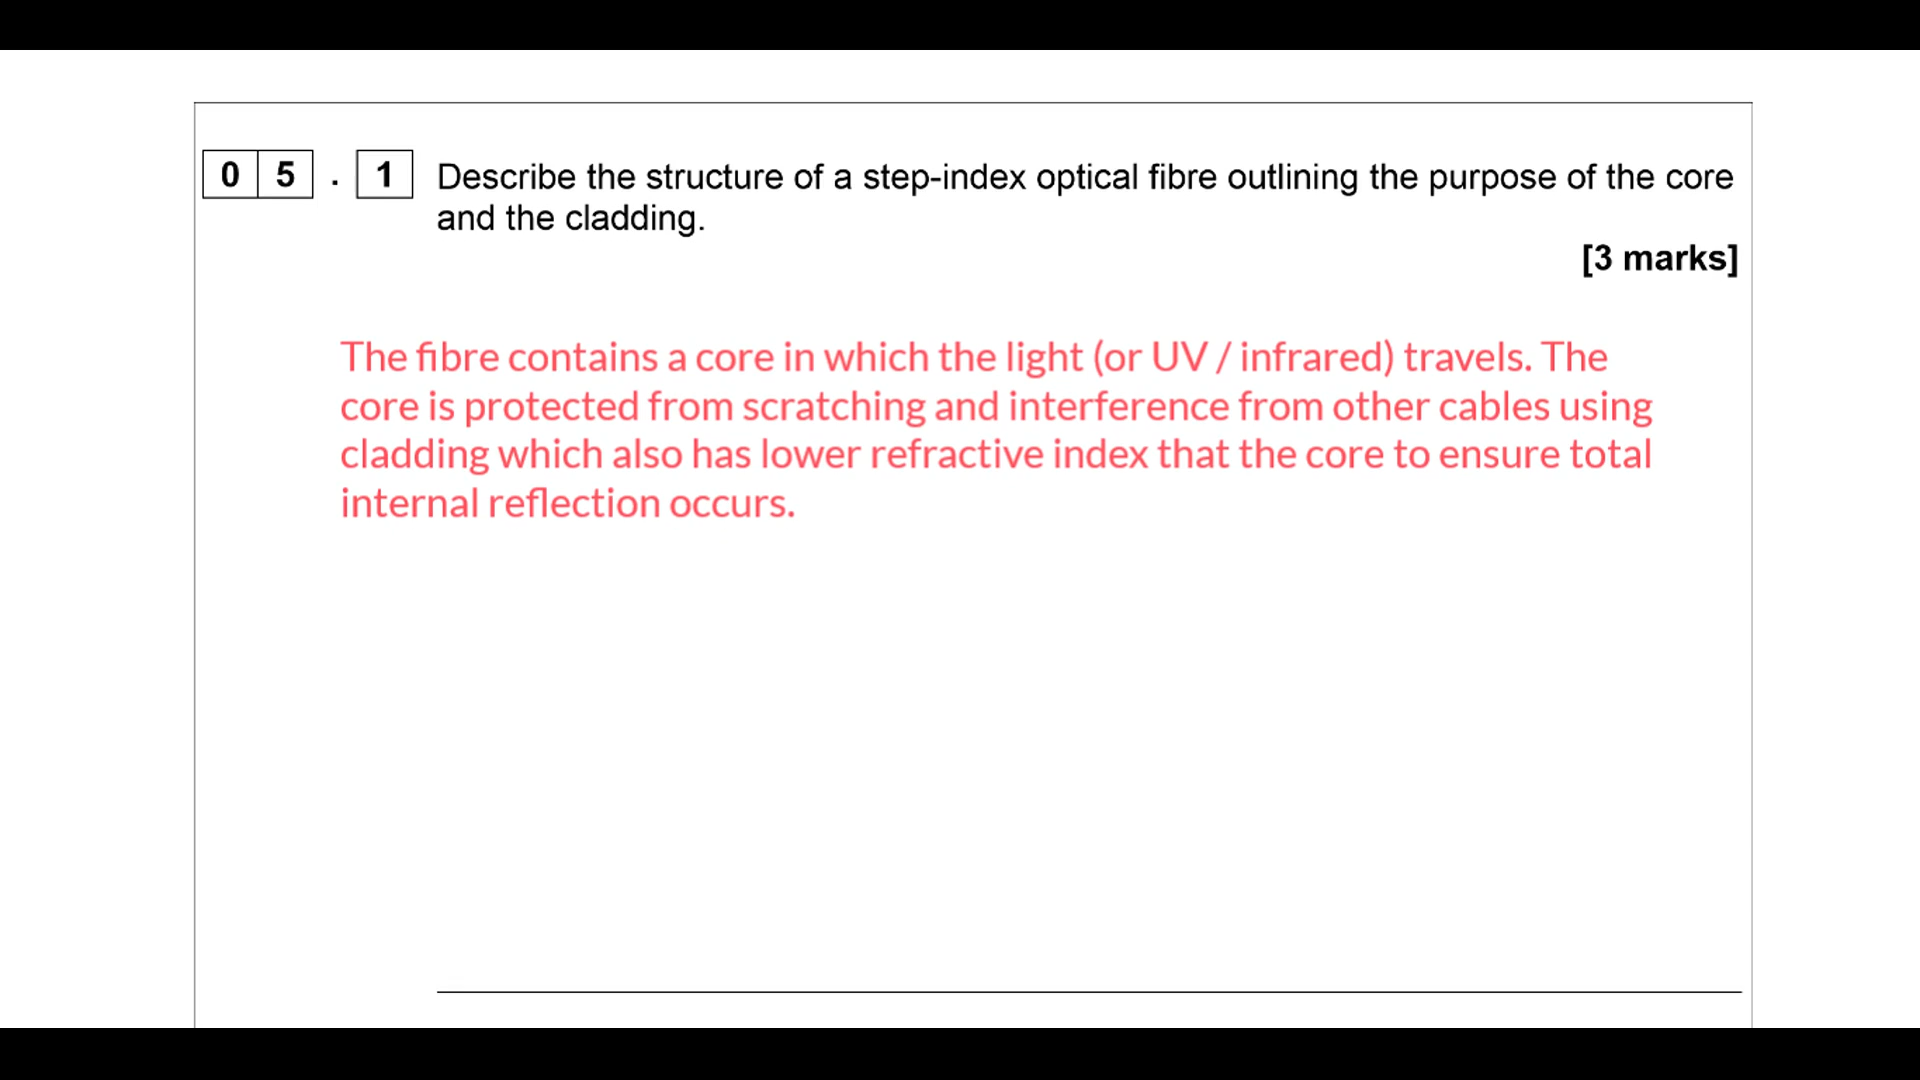 05.1 Describe the structure of a step-index optical fibre outlining the purpose of the core
and the cladding.
[3 marks]
The fibre contains a core in which the light (or UV / infrared) travels. The
core is protected from scratching and interference from other cables using
cladding which also has lower refractive index that the core to ensure total
internal reflection occurs.